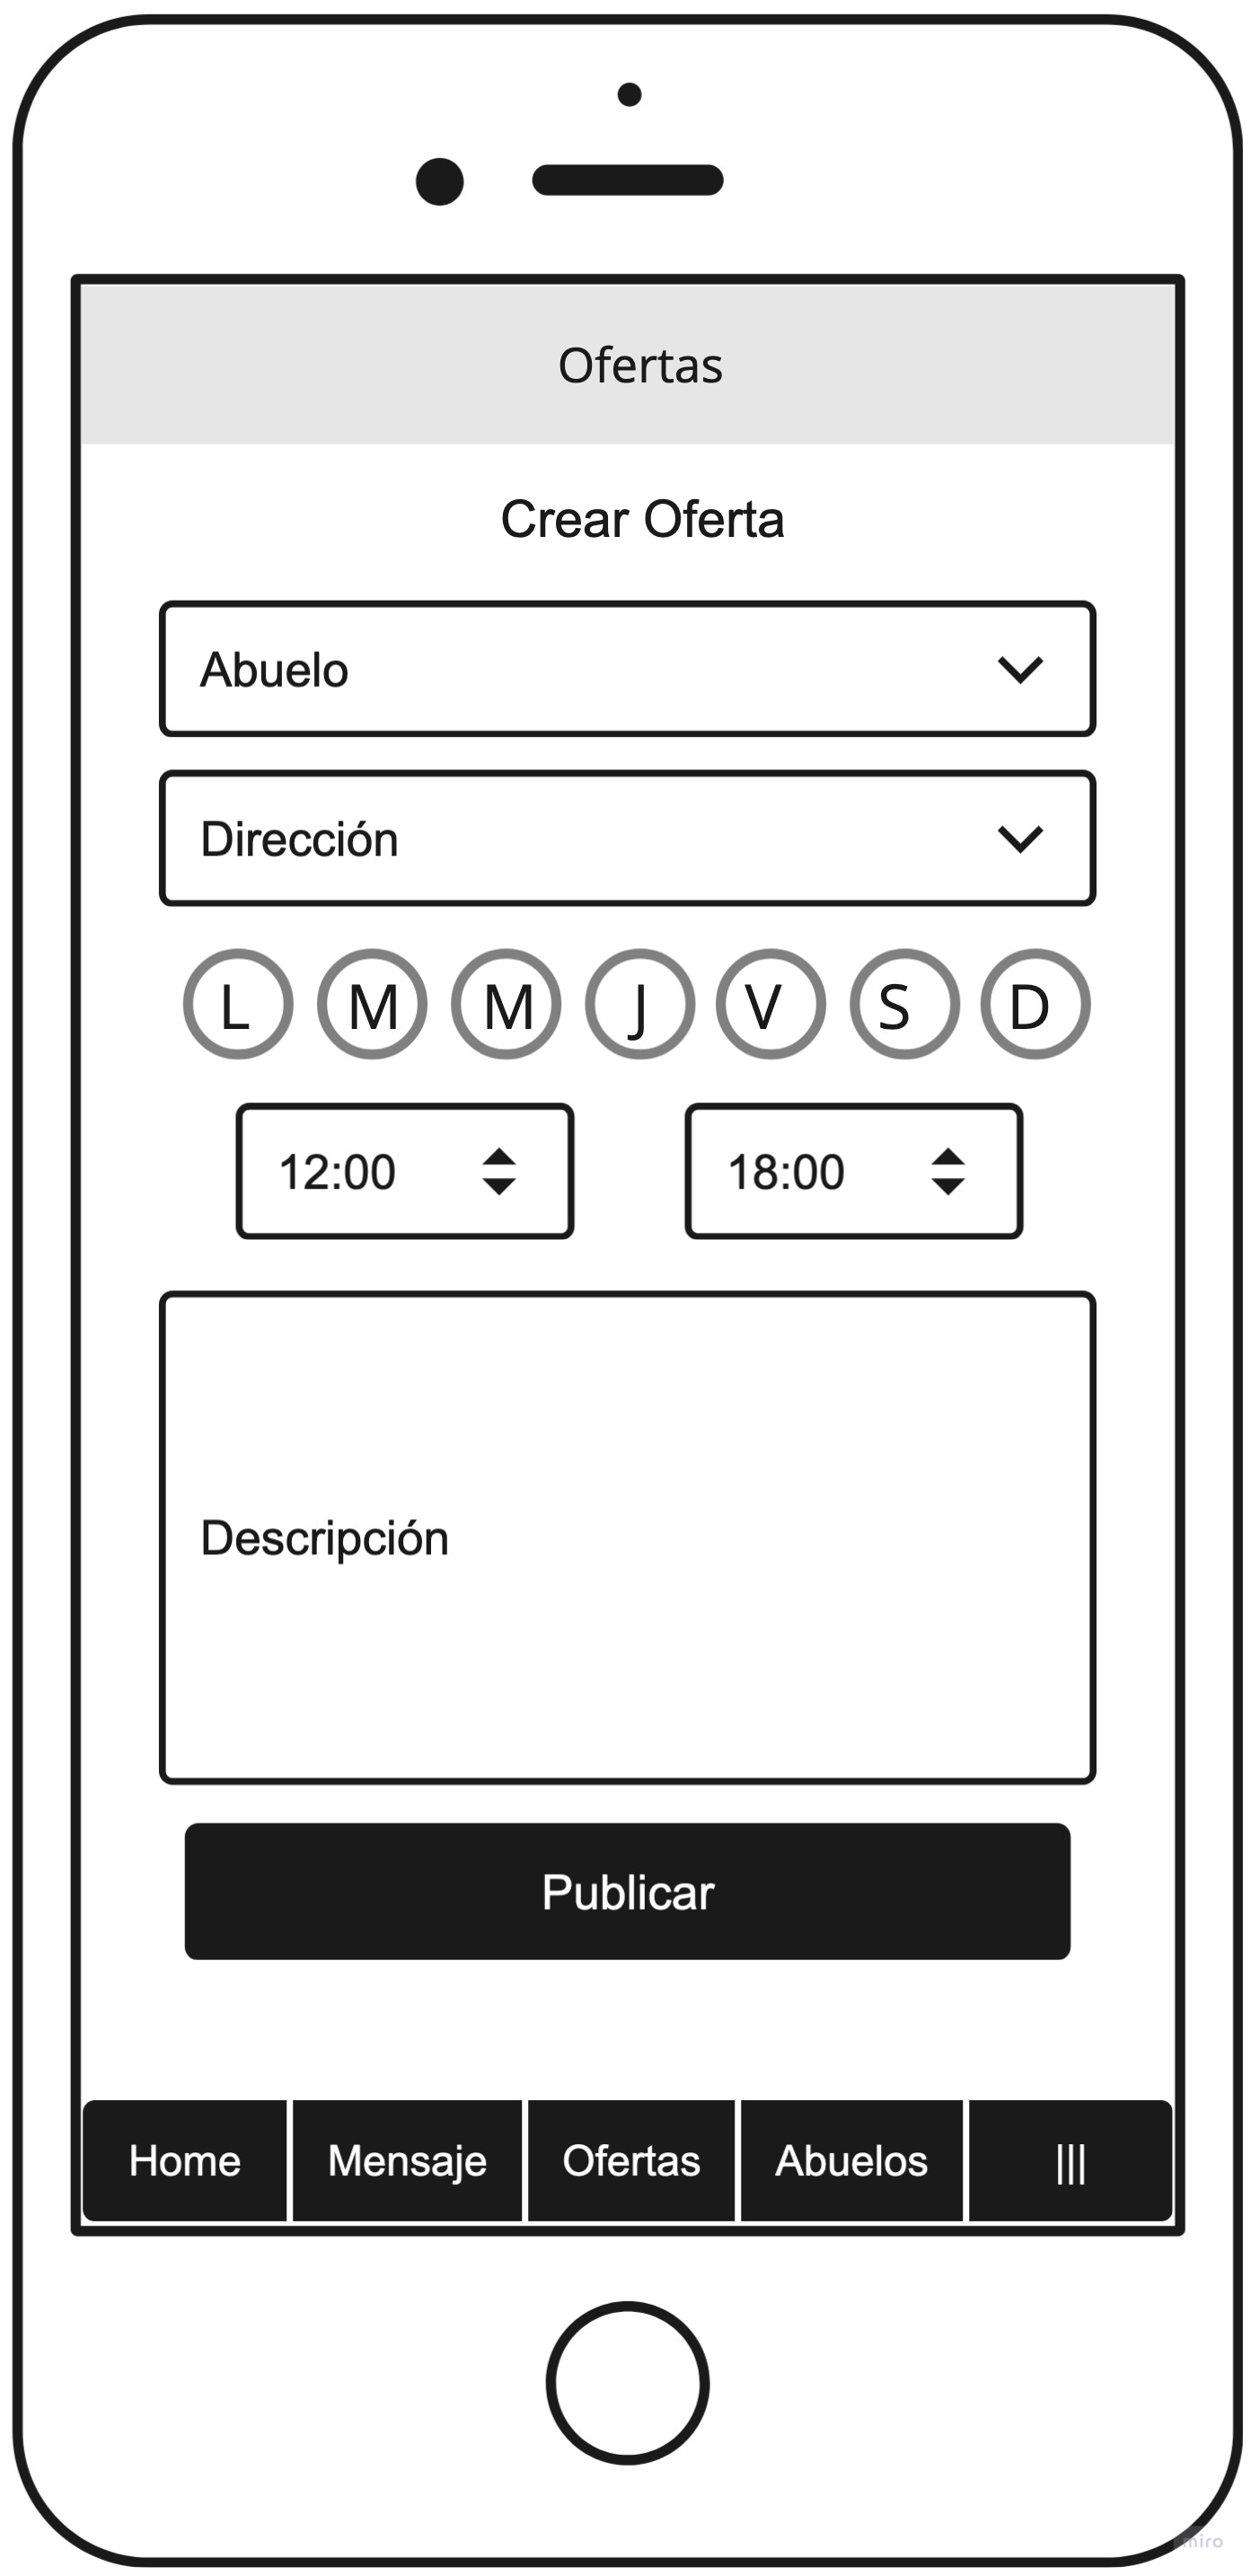 Ofertas
Crear Oferta
Abuelo
Dirección
L M M J V S D
12:00 18:00
Descripción
Publicar
Home Mensaje Ofertas Abuelos |||
miro